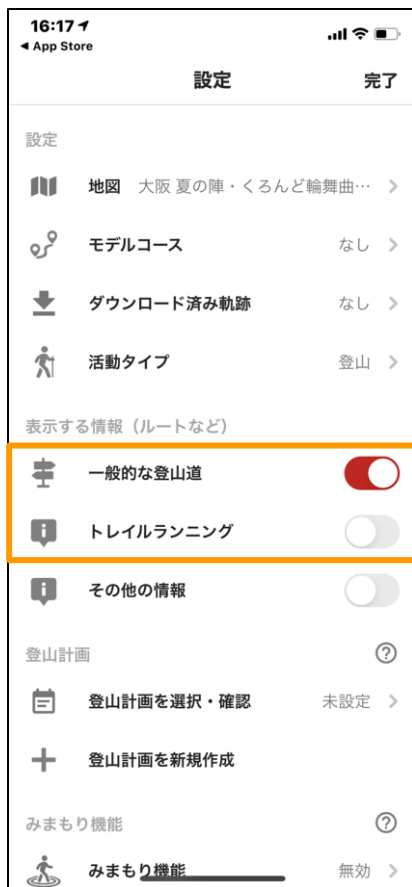 16:17
◀ App Store
設定 完了
設定
地図 大阪 夏の陣・くろんど輪舞曲…
モデルコース なし
ダウンロード済み軌跡 なし
活動タイプ 登山
表示する情報（ルートなど）
一般的な登山道
トレイルランニング
その他の情報
登山計画
登山計画を選択・確認 未設定
登山計画を新規作成
みまもり機能
みまもり機能 無効